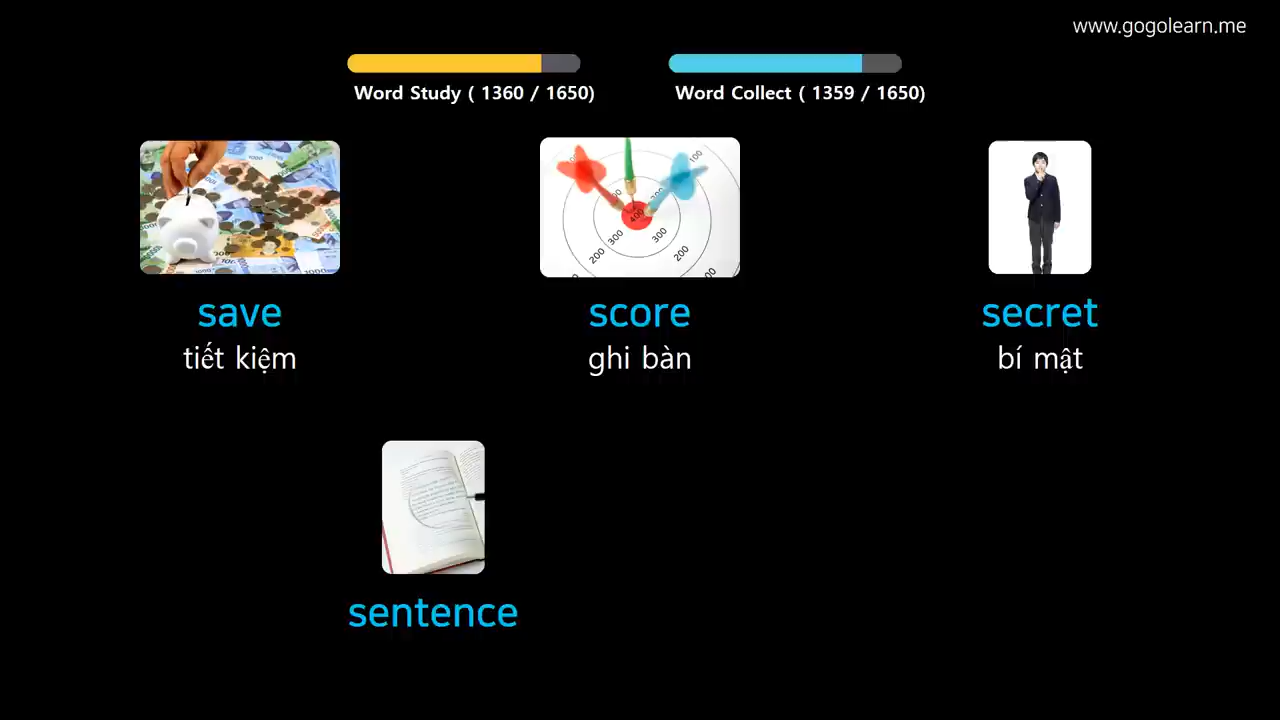 www.gogolearn.me
Word Study ( 1360 / 1650)
Word Collect ( 1359 / 1650)
save
score
secret
tiết kiệm
ghi bàn
bí mật
sentence